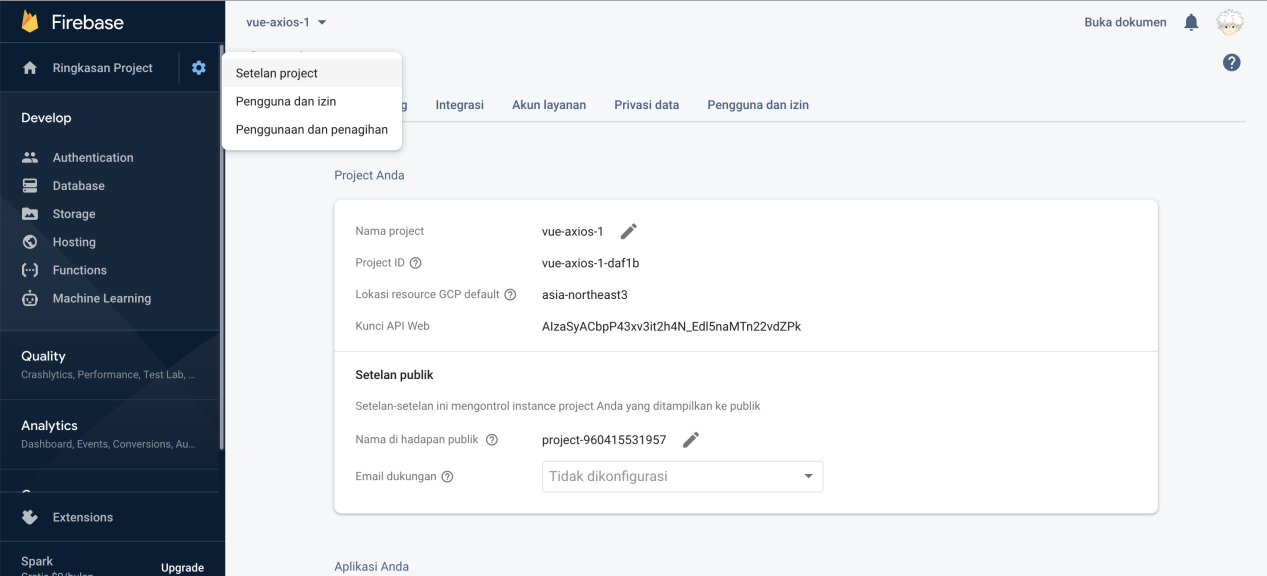 Firebase
vue-axios-1
Buka dokumen
Ringkasan Project
Setelan project
Pengguna dan izin
Penggunaan dan penagihan
Integrasi
Akun layanan
Privasi data
Pengguna dan izin
Develop
Authentication
Database
Storage
Hosting
Functions
Machine Learning
Quality
Crashlytics, Performance, Test Lab, ...
Analytics
Dashboard, Events, Conversions, Au...
Extensions
Spark
Upgrade
Project Anda
Nama project
vue-axios-1
Project ID
vue-axios-1-daf1b
Lokasi resource GCP default
asia-northeast3
Kunci API Web
AIzaSyACbpP43xv3it2h4N_Edl5naMTn22vdZPk
Setelan publik
Setelan-setelan ini mengontrol instance project Anda yang ditampilkan ke publik
Nama di hadapan publik
project-960415531957
Email dukungan
Tidak dikonfigurasi
Aplikasi Anda